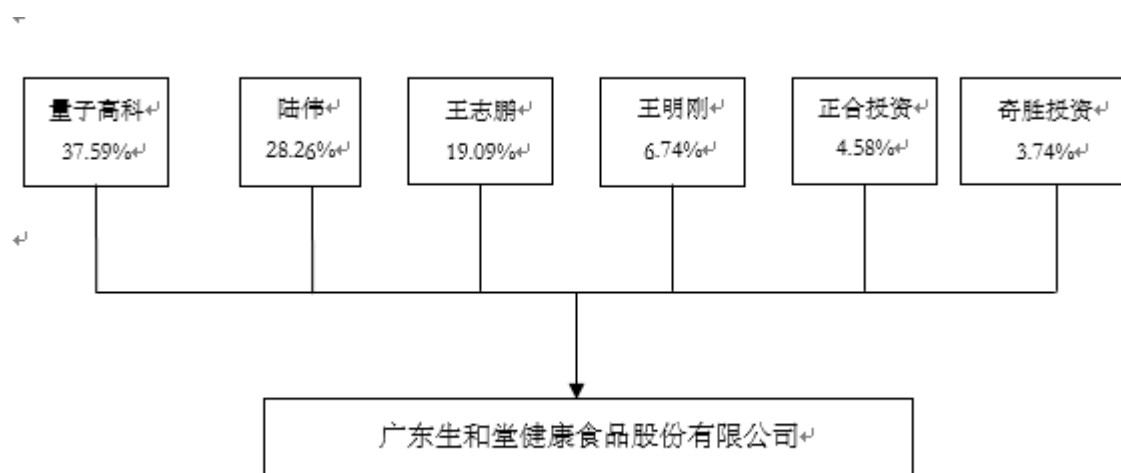 量子高科
37.59%
陆伟
28.26%
王志鹏
19.09%
王明刚
6.74%
正合投资
4.58%
奇胜投资
3.74%
广东生和堂健康食品股份有限公司